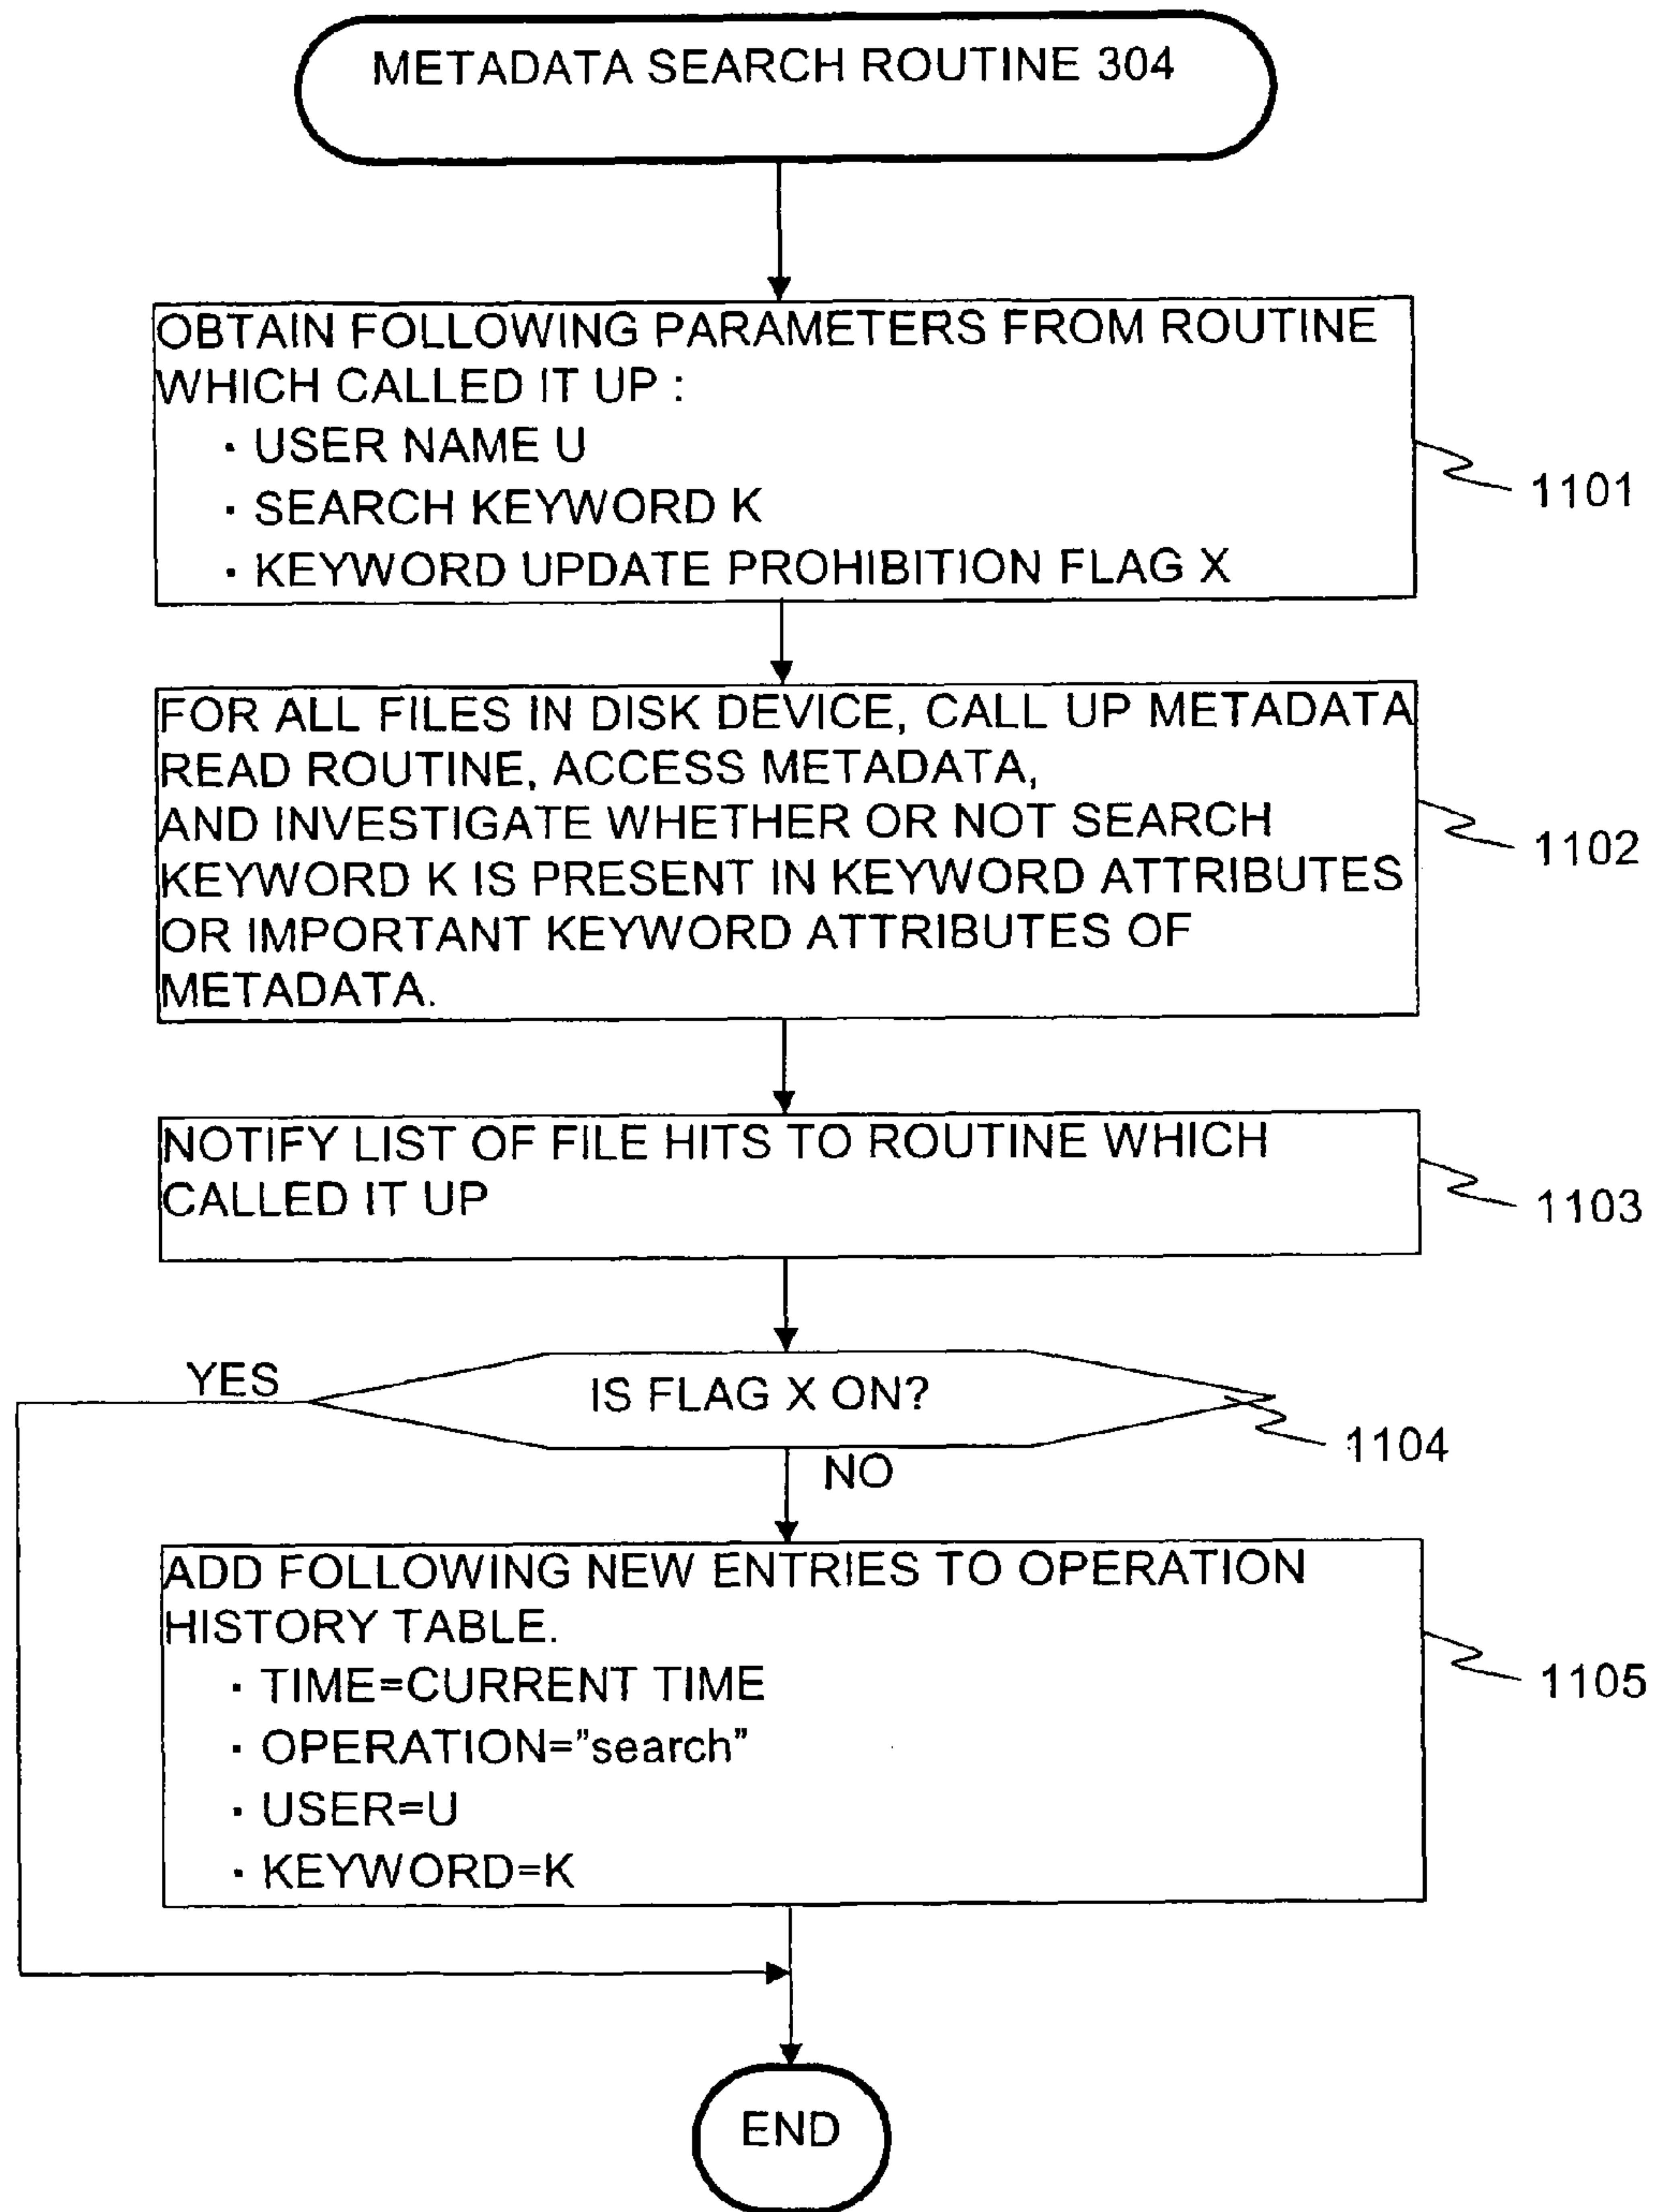 METADATA SEARCH ROUTINE 304
OBTAIN FOLLOWING PARAMETERS FROM ROUTINE
WHICH CALLED IT UP :
· USER NAME U
· SEARCH KEYWORD K
· KEYWORD UPDATE PROHIBITION FLAG X
1101
FOR ALL FILES IN DISK DEVICE, CALL UP METADATA
READ ROUTINE, ACCESS METADATA,
AND INVESTIGATE WHETHER OR NOT SEARCH
KEYWORD K IS PRESENT IN KEYWORD ATTRIBUTES
OR IMPORTANT KEYWORD ATTRIBUTES OF
METADATA.
1102
NOTIFY LIST OF FILE HITS TO ROUTINE WHICH
CALLED IT UP
1103
YES
IS FLAG X ON?
1104
NO
ADD FOLLOWING NEW ENTRIES TO OPERATION
HISTORY TABLE.
· TIME=CURRENT TIME
· OPERATION=”search”
· USER=U
· KEYWORD=K
1105
END